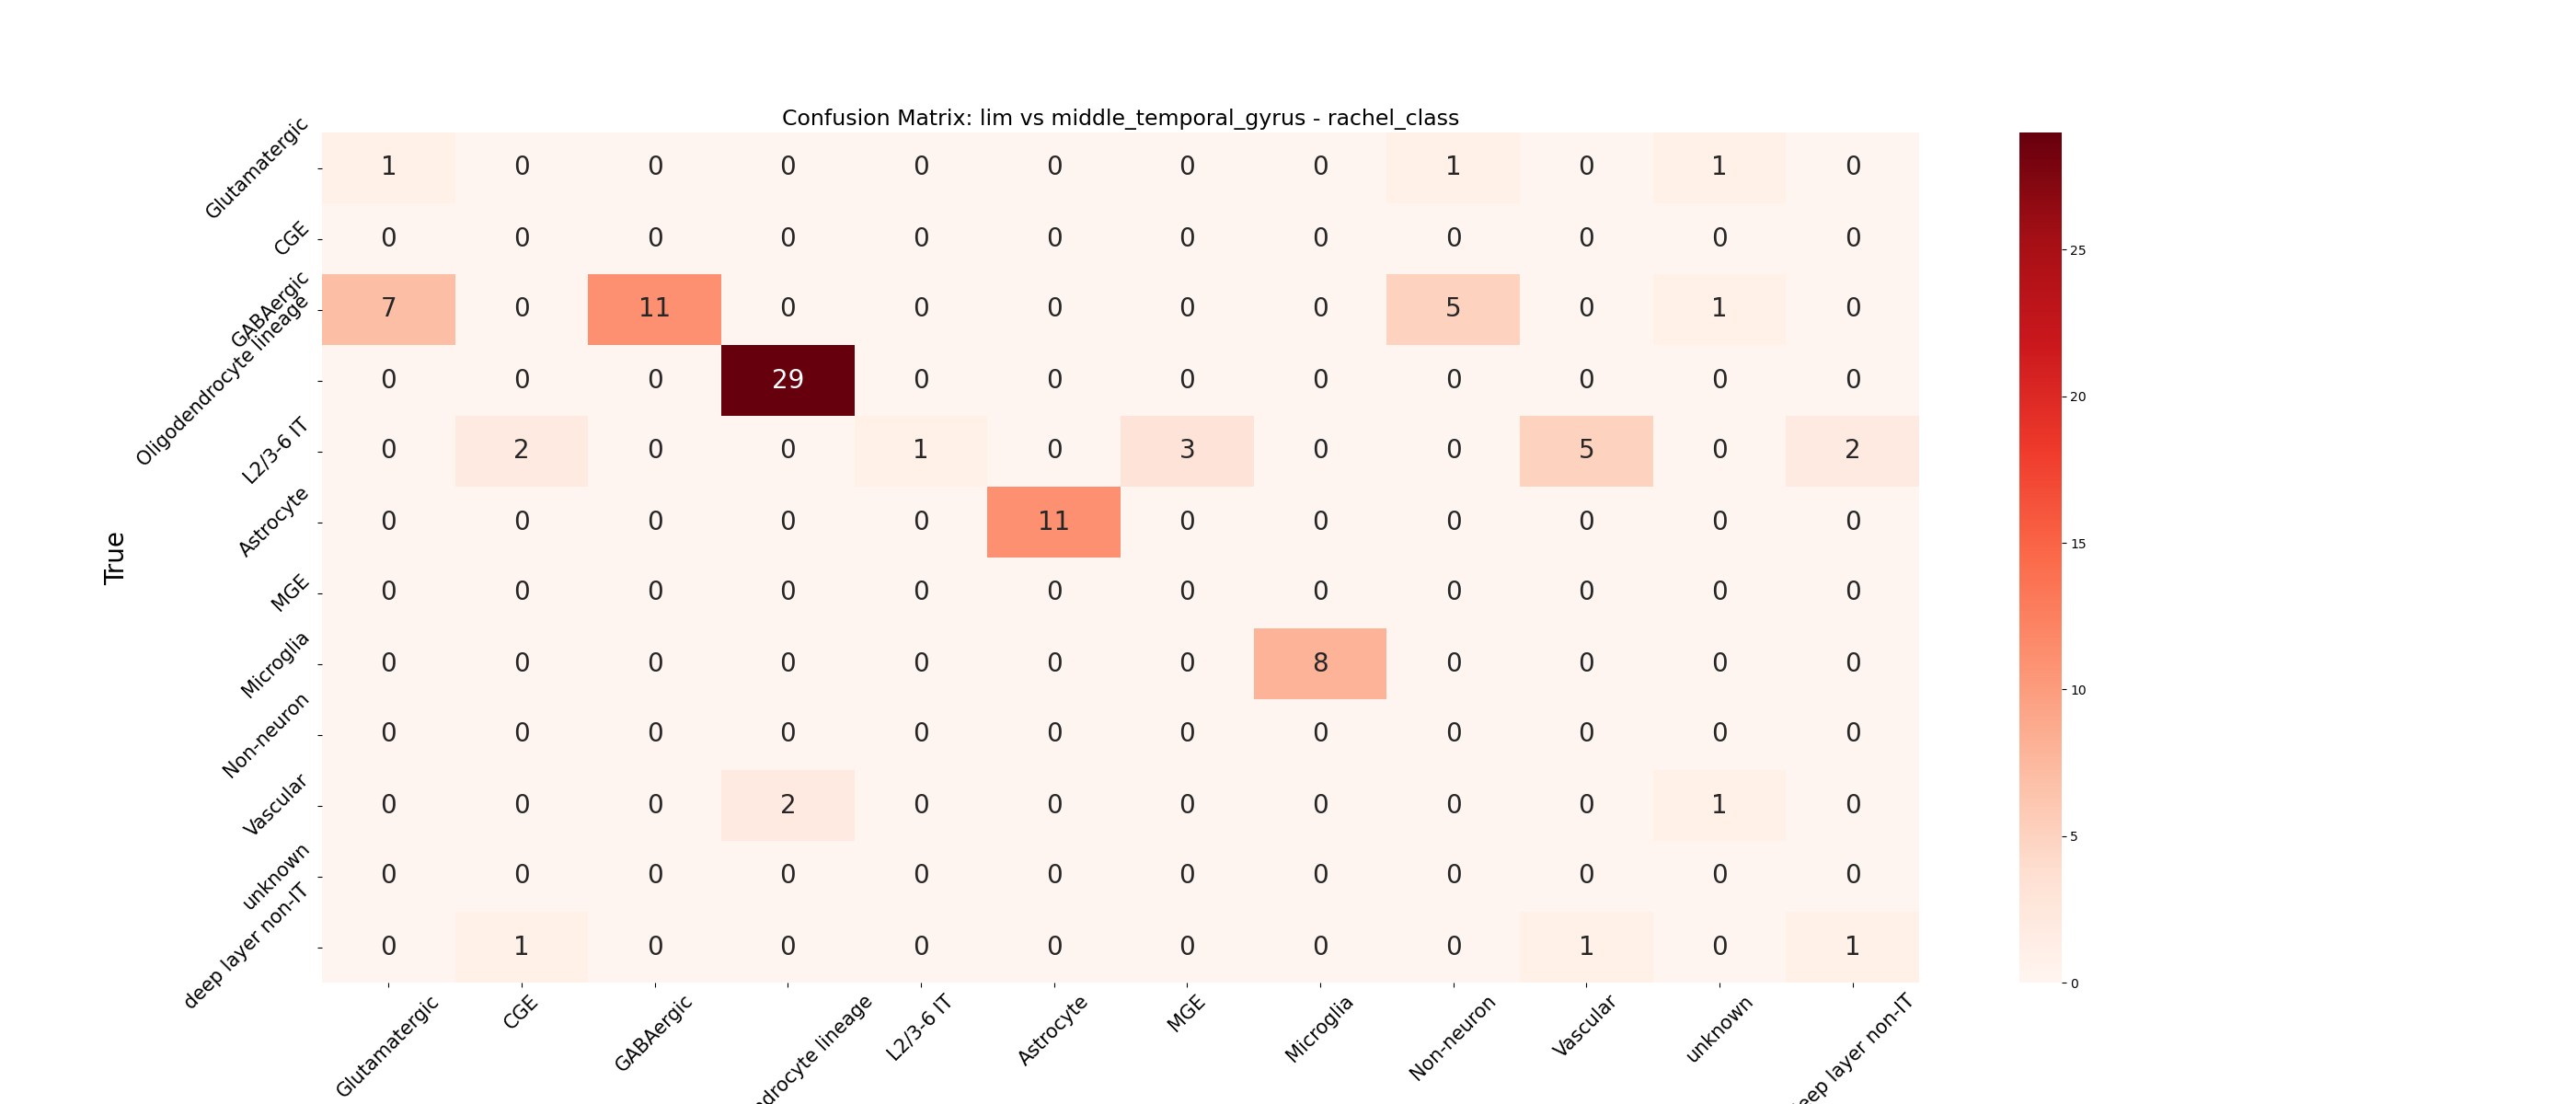 Confusion Matrix: lim vs middle_temporal_gyrus - rachel_class
True
Glutamatergic 1 0 0 0 0 0 0 0 1 0 1 0
CGE 0 0 0 0 0 0 0 0 0 0 0 0
GABAergic 7 0 11 0 0 0 0 0 5 0 1 0
Oligodendrocyte lineage 0 0 0 29 0 0 0 0 0 0 0 0
L2/3-6 IT 0 2 0 0 1 0 3 0 0 5 0 2
Astrocyte 0 0 0 0 0 11 0 0 0 0 0 0
MGE 0 0 0 0 0 0 0 0 0 0 0 0
Microglia 0 0 0 0 0 0 0 8 0 0 0 0
Non-neuron 0 0 0 0 0 0 0 0 0 0 0 0
Vascular 0 0 0 2 0 0 0 0 0 0 1 0
unknown 0 0 0 0 0 0 0 0 0 0 0 0
deep layer non-IT 0 1 0 0 0 0 0 0 0 1 0 1
Glutamatergic CGE GABAergic lineage L2/3-6 IT Astrocyte MGE Microglia Non-neuron Vascular unknown layer non-IT
25
20
15
10
5
0